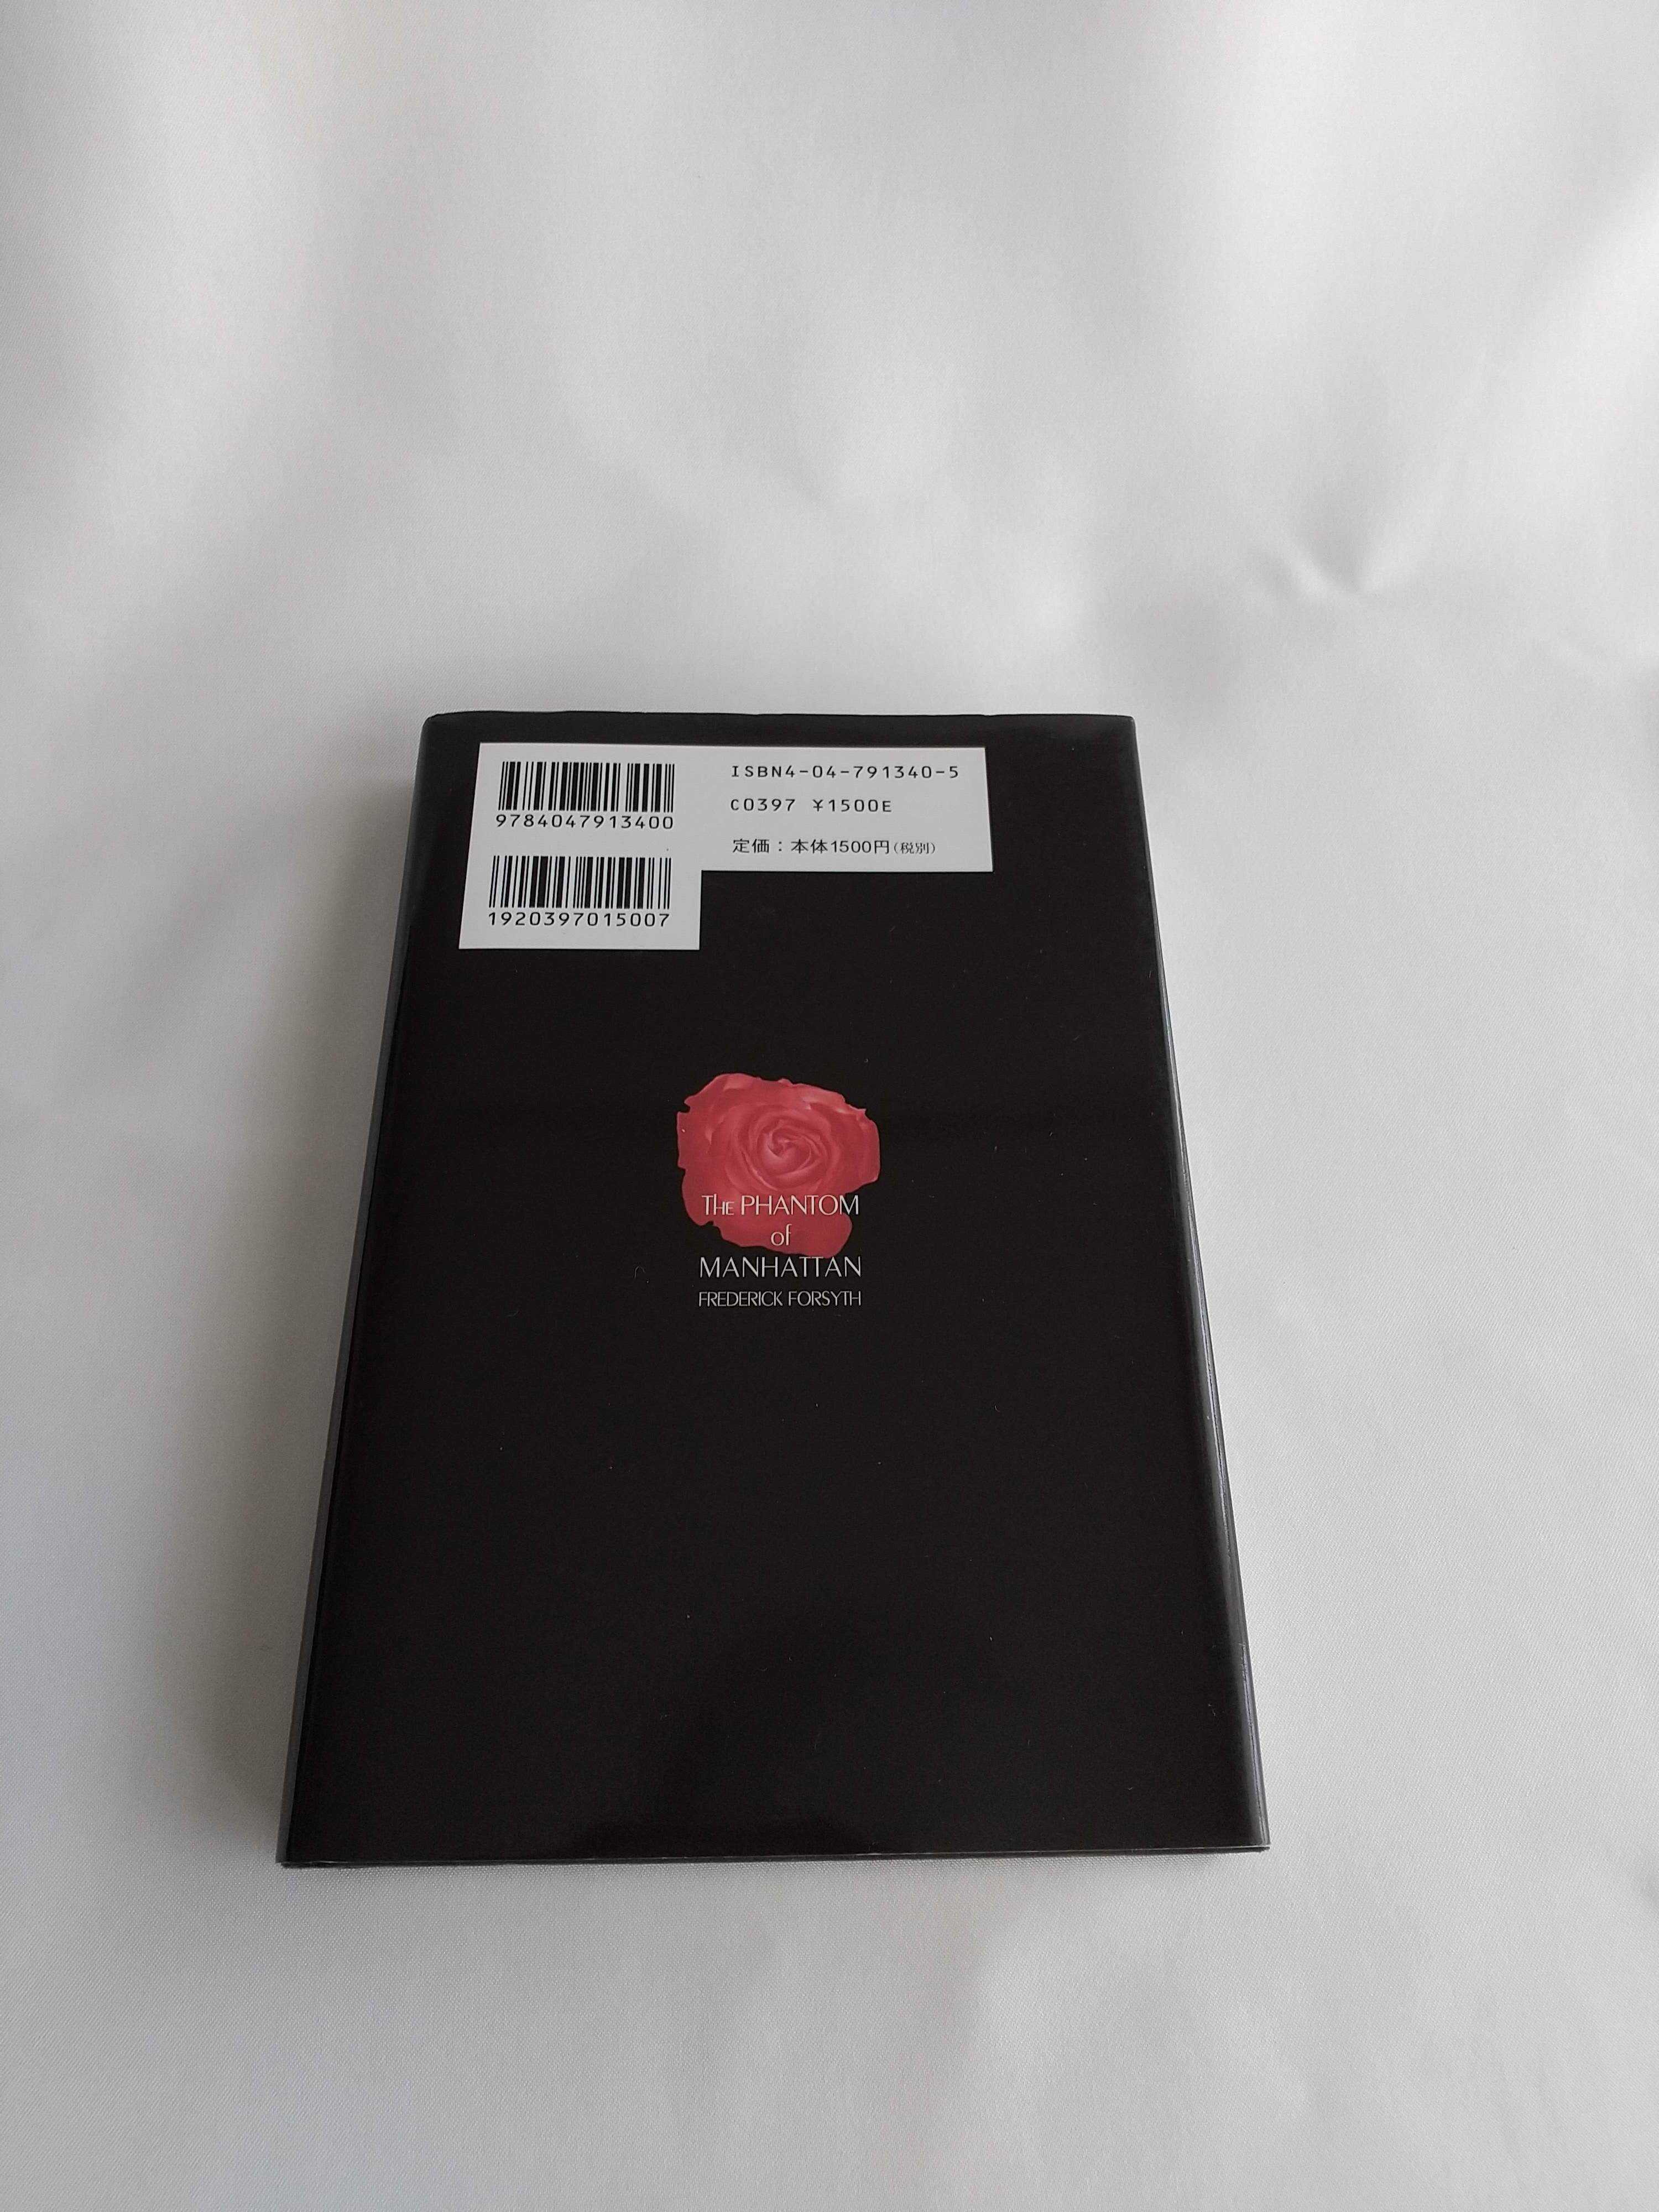 9784047913400
1920397015007
ISBN4-04-791340-5
C0397 ¥1500E
定価：本体1500円(税別)
The PHANTOM
of
MANHATTAN
FREDERICK FORSYTH